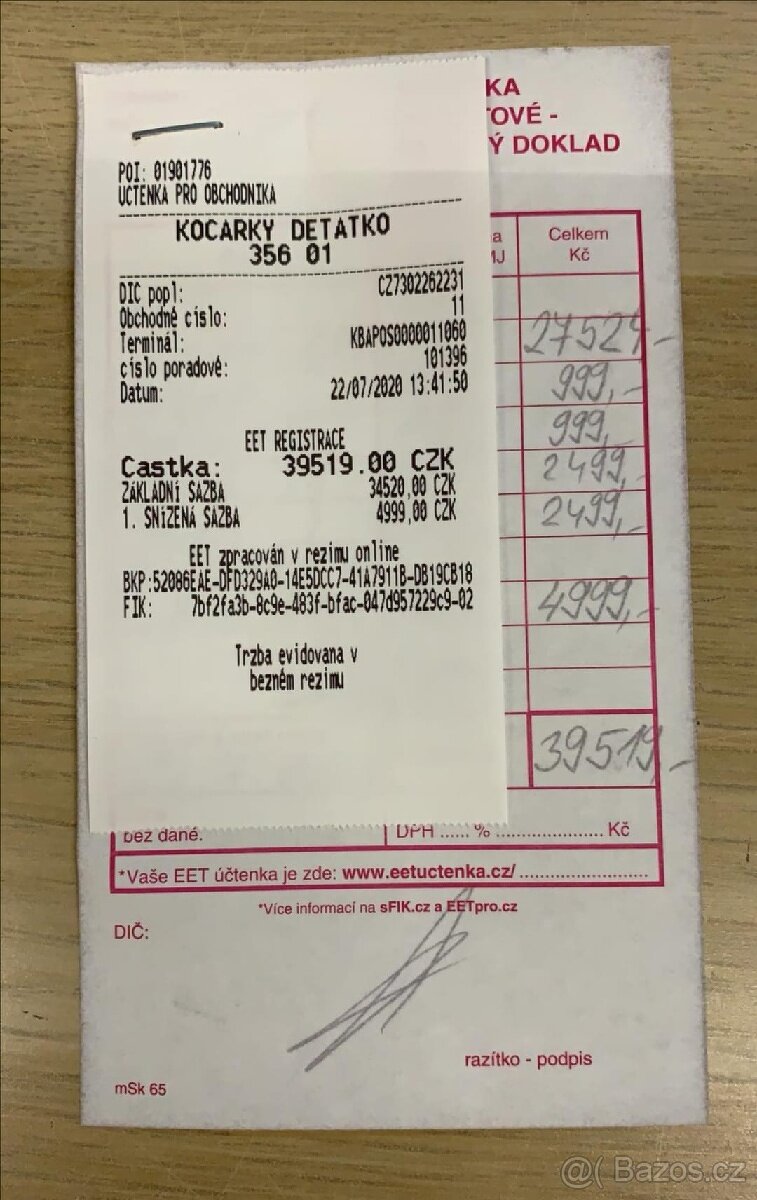 KA
TOVÉ -
Ý DOKLAD
POI: 01901776
UCTENKA PRO OBCHODNIKA
KOCARKY DETATKO
356 01
DIC popl: CZ7302262231
Obchodné císlo: 11
Terminál: KBAPOS0000011060
císlo poradové: 101396
Datum: 22/07/2020 13:41:50
EET REGISTRACE
Castka: 39519.00 CZK
ZÁKLADNÍ SAZBA 34520,00 CZK
1. SNÍZENÁ SAZBA 4999,00 CZK
EET zpracován v rezimu online
BKP:52086EAE-DFD329A0-14E5DCC7-41A7911B-DB19CB18
FIK: 7bf2fa3b-8c9e-483f-bfac-047d957229c9-02
Trzba evidovana v
bezném rezimu
a Celkem
MJ Kč
27524,-
999,-
999,-
2499,-
2499,-
4999,-
39519,-
bez daně. DPH ...... % ..................... Kč
*Vaše EET účtenka je zde: www.eetuctenka.cz/.........................
*Více informací na sFIK.cz a EETpro.cz
DIČ:
razítko - podpis
mSk 65
@( Bazos.cz